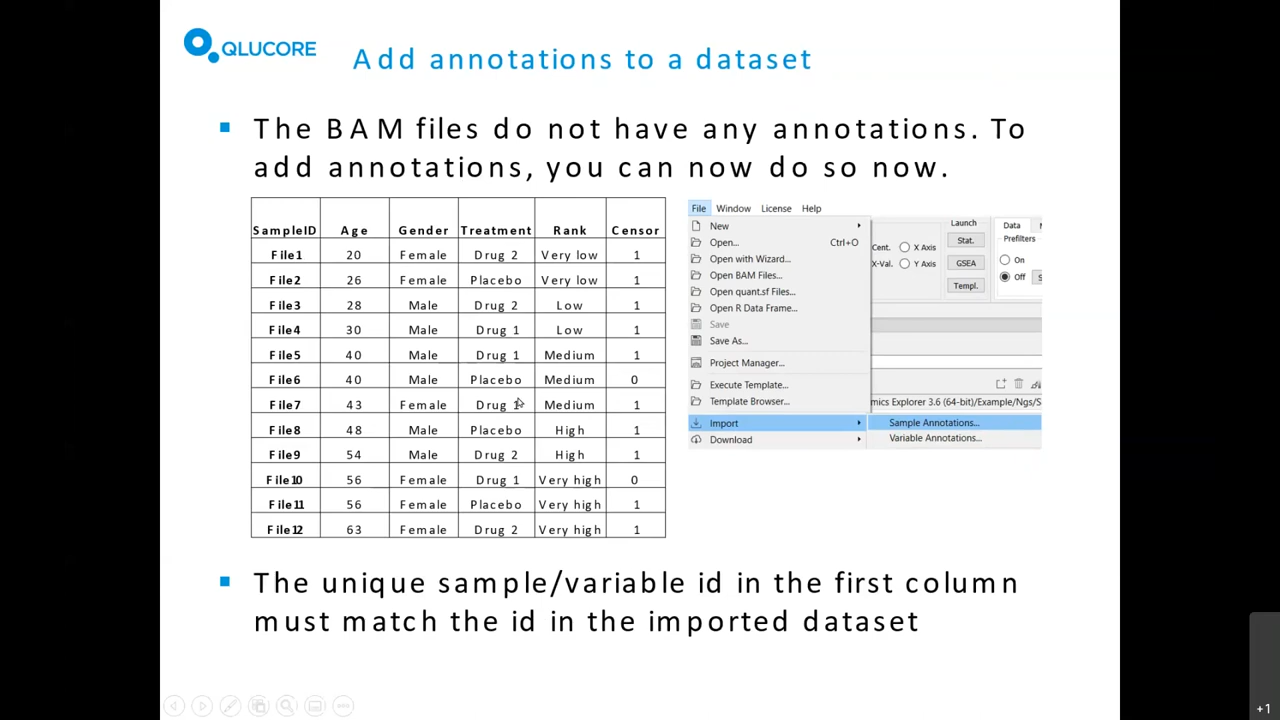 QLUCORE
Add annotations to a dataset
The BAM files do not have any annotations. To
add annotations, you can now do so now.
SampleID Age Gender Treatment Rank Censor
File1 20 Female Drug 2 Very low 1
File2 26 Female Placebo Very low 1
File3 28 Male Drug 2 Low 1
File4 30 Male Drug 1 Low 1
File5 40 Male Drug 1 Medium 1
File6 40 Male Placebo Medium 0
File7 43 Female Drug 1 Medium 1
File8 48 Male Placebo High 1
File9 54 Male Drug 2 High 1
File10 56 Female Drug 1 Very high 0
File11 56 Female Placebo Very high 1
File12 63 Female Drug 2 Very high 1
File Window License Help
New
Open... Ctrl+O
Open with Wizard...
Open BAM Files...
Open quant.sf Files...
Open R Data Frame...
Save
Save As...
Project Manager...
Execute Template...
Template Browser...
Import
Download
Sample Annotations...
Variable Annotations...
Launch
Cent. X Axis Stat.
X-Val. Y Axis GSEA
Templ.
Data
Prefilters
On
Off
mics Explorer 3.6 (64-bit)/Example/Ngs/S
The unique sample/variable id in the first column
must match the id in the imported dataset
+1